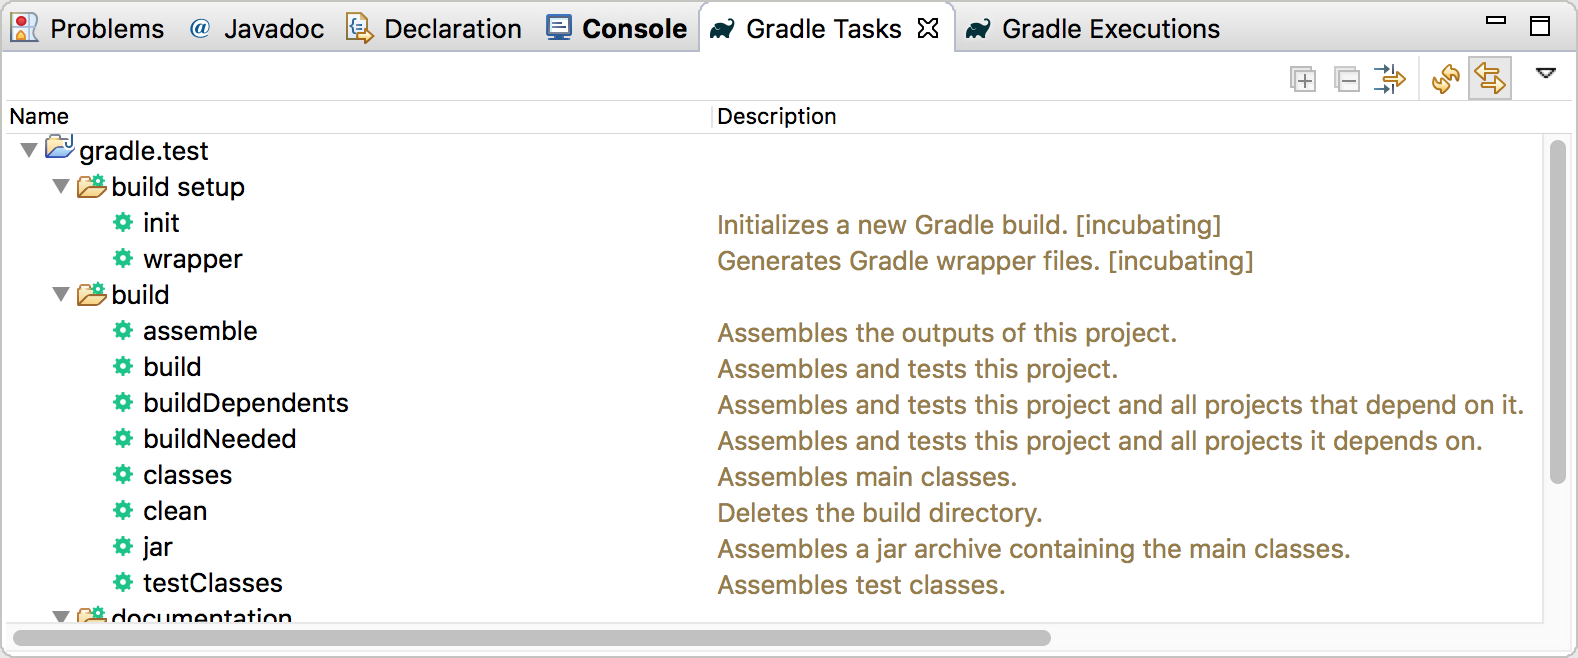 Problems @ Javadoc Declaration Console Gradle Tasks Gradle Executions
Name Description
gradle.test
build setup
init Initializes a new Gradle build. [incubating]
wrapper Generates Gradle wrapper files. [incubating]
build
assemble Assembles the outputs of this project.
build Assembles and tests this project.
buildDependents Assembles and tests this project and all projects that depend on it.
buildNeeded Assembles and tests this project and all projects it depends on.
classes Assembles main classes.
clean Deletes the build directory.
jar Assembles a jar archive containing the main classes.
testClasses Assembles test classes.
documentation